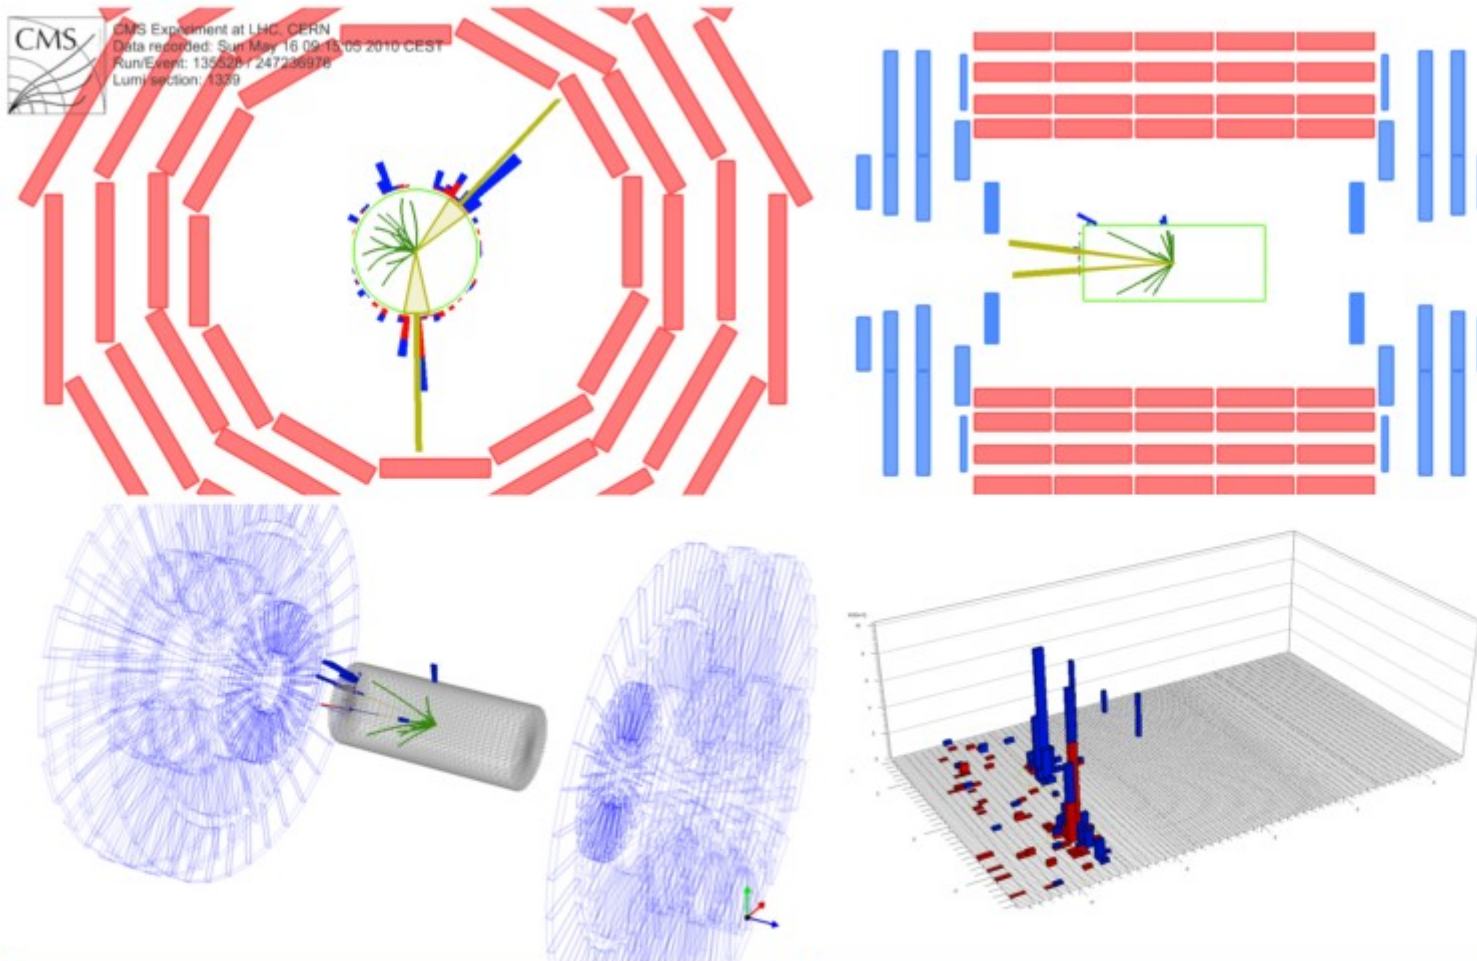 CMS
CMS Experiment at LHC, CERN
Data recorded: Sun May 16 09:15:05 2010 CEST
Run/Event: 135528 / 247236976
Lumi section: 1339